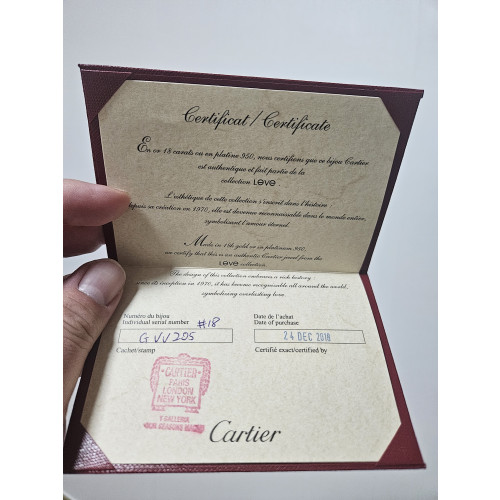 Certificat / Certificate
En or 18 carats ou en platine 950, nous certifions que ce bijou Cartier
est authentique et fait partie de la
collection Love.
L'esthétique de cette collection s'inscrit dans l'histoire :
depuis sa création en 1970, elle est devenue reconnaissable dans le monde entier,
symbolisant l'amour éternel.
Made in 18k gold or in platinum 950,
we certify that this is an authentic Cartier jewel from the
Love collection.
The design of this collection embraces a rich history :
since its inception in 1970, it has become recognizable all around the world,
symbolizing everlasting love.
Numéro du bijou
Individual serial number #18
GVV205
Cachet/stamp
Date de l'achat
Date of purchase
24 DEC 2018
Certifié exact/certified by
CARTIER
PARIS
LONDON
NEW YORK
Cartier